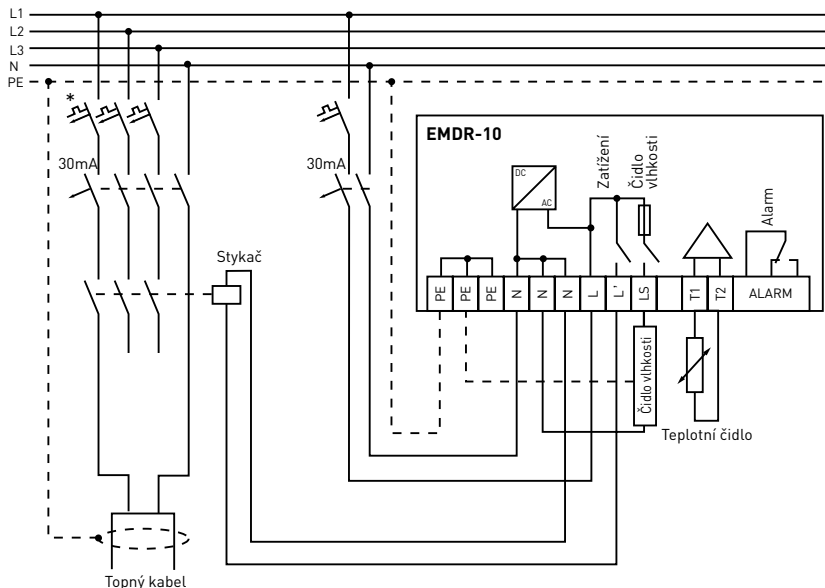 L1
L2
L3
N
PE
*
30mA
30mA
EMDR-10
DC
AC
Zatížení
Čidlo
vlhkosti
Alarm
Stykač
PE
PE
PE
N
N
N
L
L'
LS
T1
T2
ALARM
Čidlo vlhkosti
Teplotní čidlo
Topný kabel